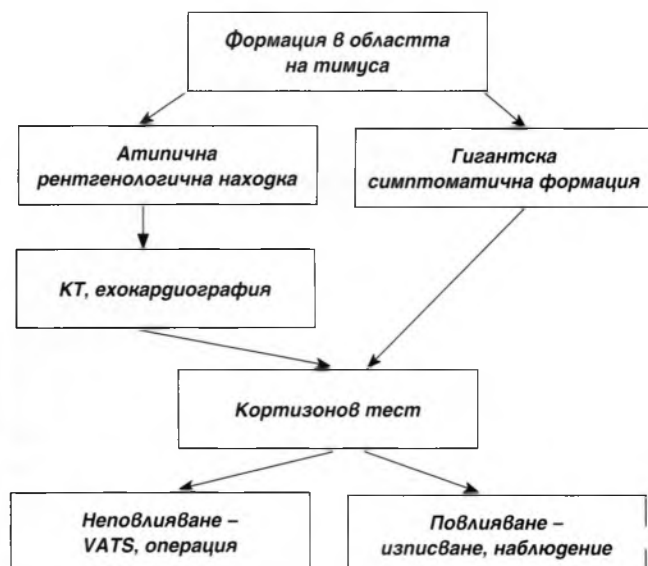 Формация в областта
на тимуса
Атипична
рентгенологична находка
Гигантска
симптоматична формация
КТ, ехокардиография
Кортизонов тест
Неповлияване –
VATS, операция
Повлияване –
изписване, наблюдение